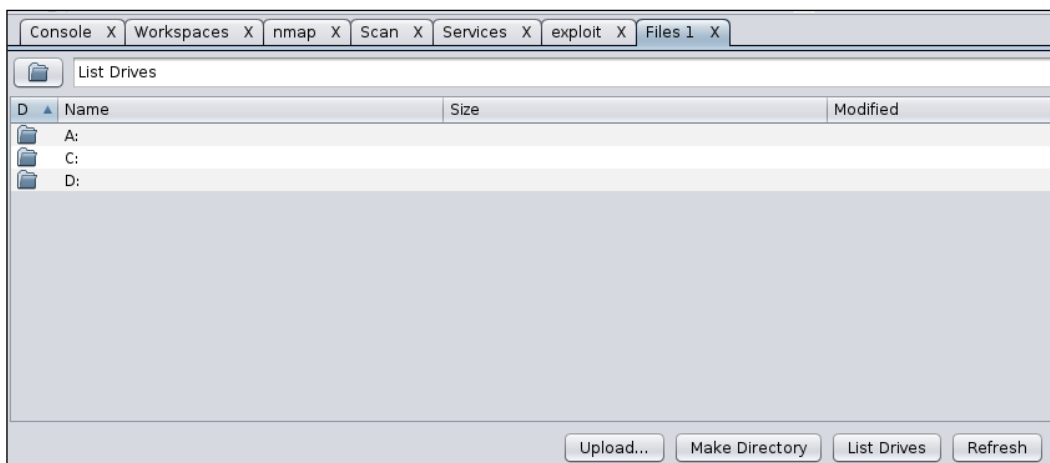 Console X Workspaces X nmap X Scan X Services X exploit X Files 1 X
List Drives
D Name Size Modified
A:
C:
D:
Upload... Make Directory List Drives Refresh